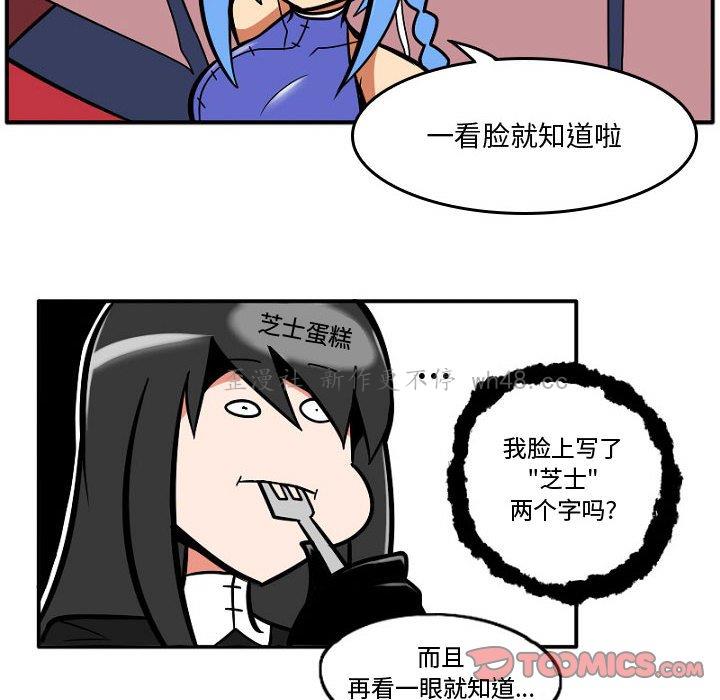 一看脸就知道啦
芝士蛋糕
...
歪漫社 新作更不停 wh48.cc
我脸上写了
"芝士"
两个字吗?
而且
再看一眼就知道...
TOOMICS.COM